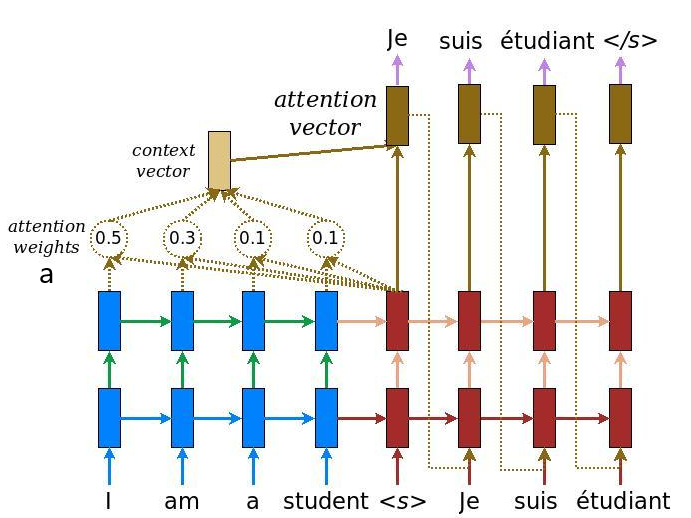 Je suis étudiant </s>
attention
vector
context
vector
attention
weights
0.5 0.3 0.1 0.1
a
I am a student <s> Je suis étudiant